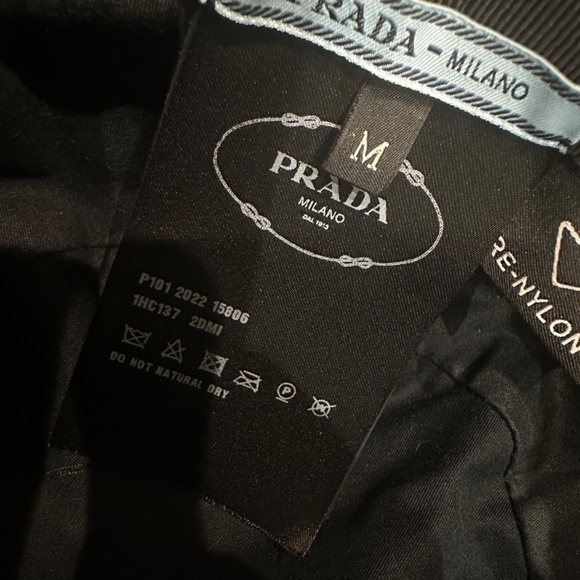 PRADA - MILANO
M
PRADA
MILANO
DAL 1913
P101 2022 15806
1HC137 2DMI
P
W
DO NOT NATURAL DRY
RE-NYLON